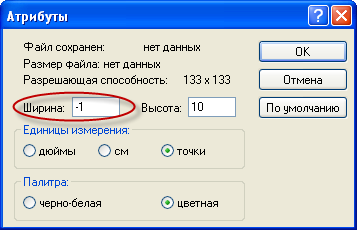 Атрибуты
Файл сохранен: нет данных
OK
Размер файла: нет данных
Разрешающая способность: 133 x 133
Отмена
Ширина: -1 Высота: 10
По умолчанию
Единицы измерения:
дюймы см точки
Палитра:
черно-белая цветная